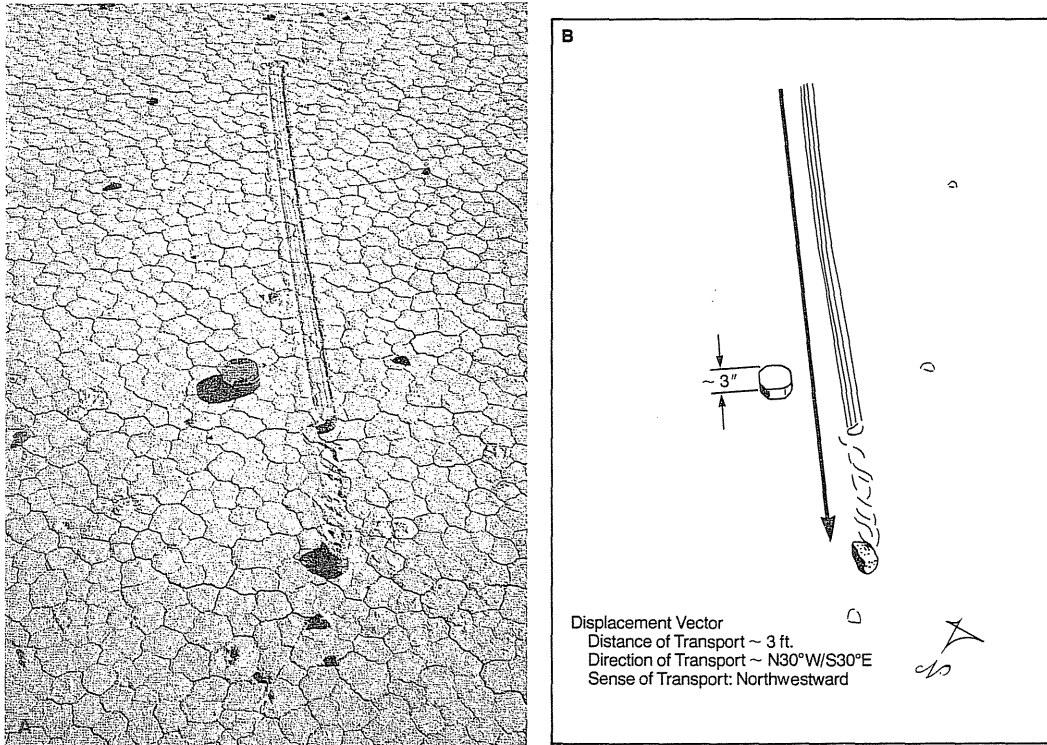 A
B
~ 3"
Displacement Vector
Distance of Transport ~ 3 ft.
Direction of Transport ~ N30°W/S30°E
Sense of Transport: Northwestward